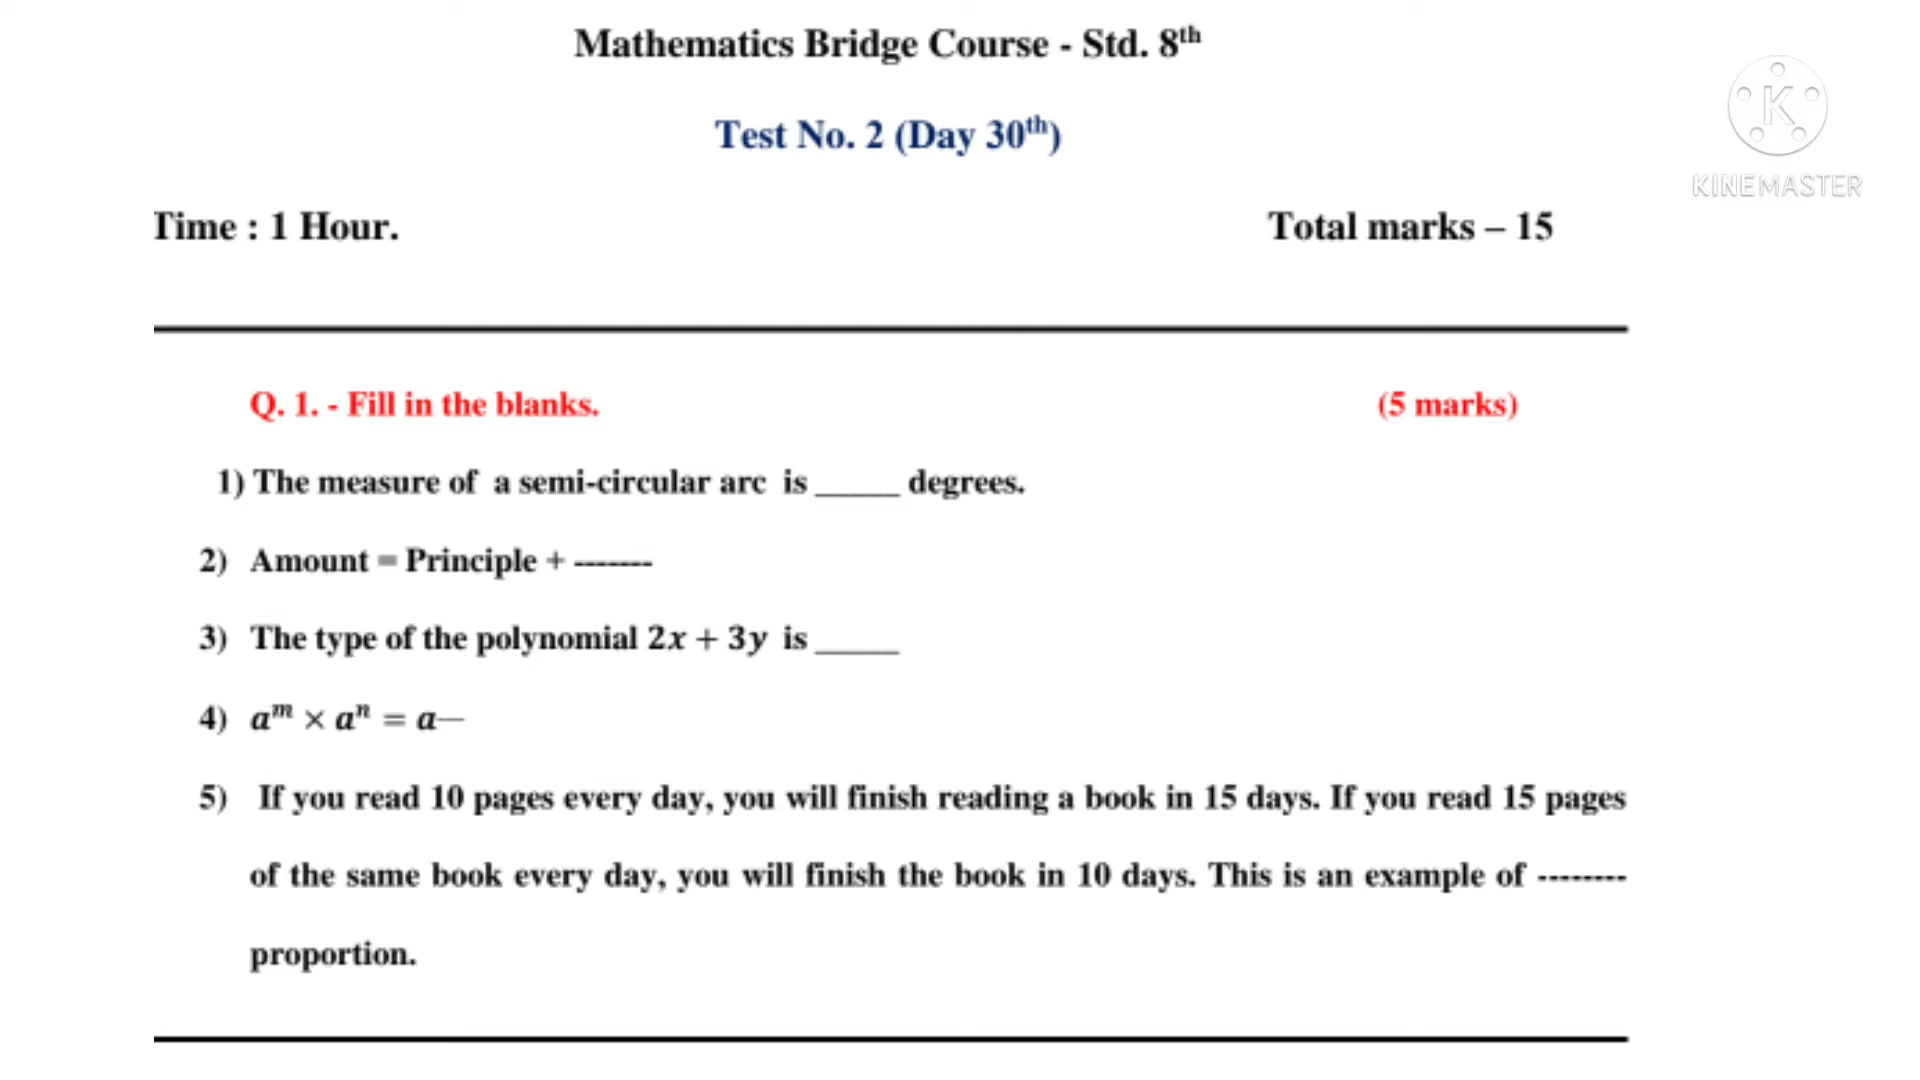 Mathematics Bridge Course - Std. 8th
Test No. 2 (Day 30th)
KINEMASTER
Time : 1 Hour. Total marks – 15
Q. 1. - Fill in the blanks. (5 marks)
1) The measure of a semi-circular arc is _____ degrees.
2) Amount = Principle + -------
3) The type of the polynomial 2x + 3y is _____
4) aᵐ × aⁿ = a—
5) If you read 10 pages every day, you will finish reading a book in 15 days. If you read 15 pages
of the same book every day, you will finish the book in 10 days. This is an example of --------
proportion.